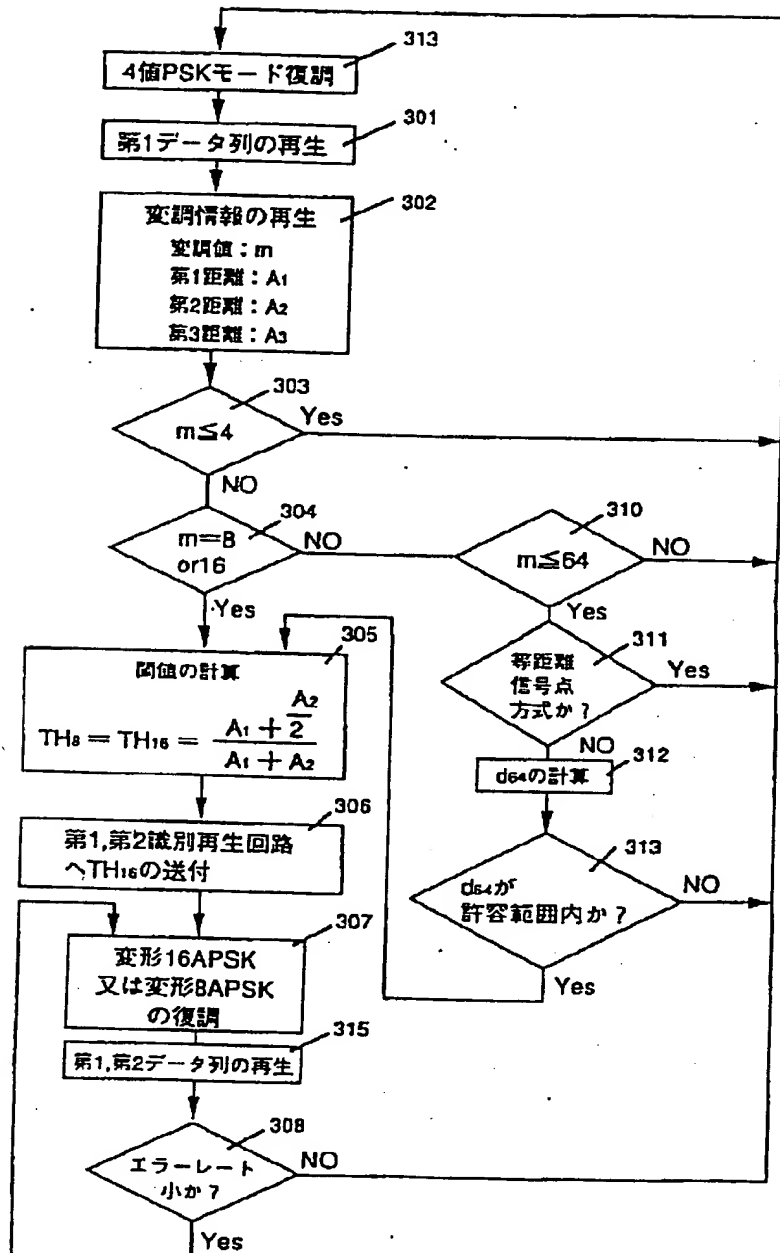 313
4値PSKモード復調
301
第1データ列の再生
302
変調情報の再生
変調値：m
第1距離：A1
第2距離：A2
第3距離：A3
303
m≦4
Yes
NO
304
m=8
or16
NO
Yes
310
m≦64
NO
Yes
311
等距離
信号点
方式か？
Yes
NO
305
閾値の計算
TH8 = TH16 = (A1 + A2/2) / (A1 + A2)
312
d64の計算
306
第1,第2識別再生回路
へTH16の送付
313
d64が
許容範囲内か？
NO
Yes
307
変形16APSK
又は変形8APSK
の復調
315
第1,第2データ列の再生
308
エラーレート
小か？
NO
Yes